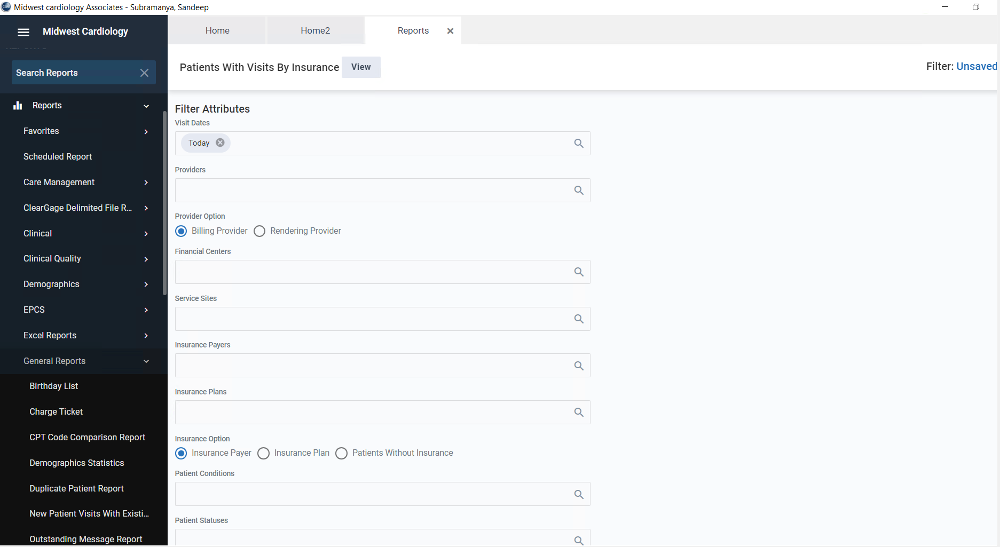 Midwest cardiology Associates - Subramanya, Sandeep
Midwest Cardiology
Search Reports
Reports
Favorites
Scheduled Report
Care Management
ClearGage Delimited File R...
Clinical
Clinical Quality
Demographics
EPCS
Excel Reports
General Reports
Birthday List
Charge Ticket
CPT Code Comparison Report
Demographics Statistics
Duplicate Patient Report
New Patient Visits With Existi...
Outstanding Message Report
Home
Home2
Reports
Patients With Visits By Insurance
View
Filter: Unsaved
Filter Attributes
Visit Dates
Today
Providers
Provider Option
Billing Provider Rendering Provider
Financial Centers
Service Sites
Insurance Payers
Insurance Plans
Insurance Option
Insurance Payer Insurance Plan Patients Without Insurance
Patient Conditions
Patient Statuses